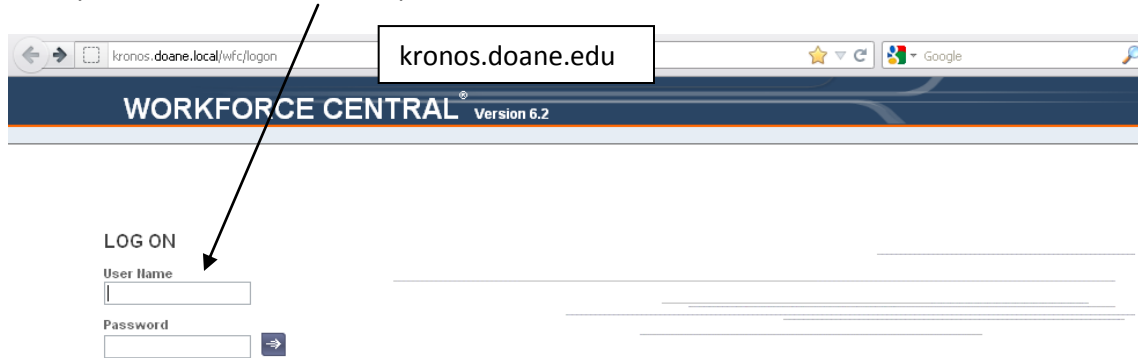 kronos.doane.local/wfc/logon
kronos.doane.edu
Google
WORKFORCE CENTRAL® Version 6.2
LOG ON
User Name
Password